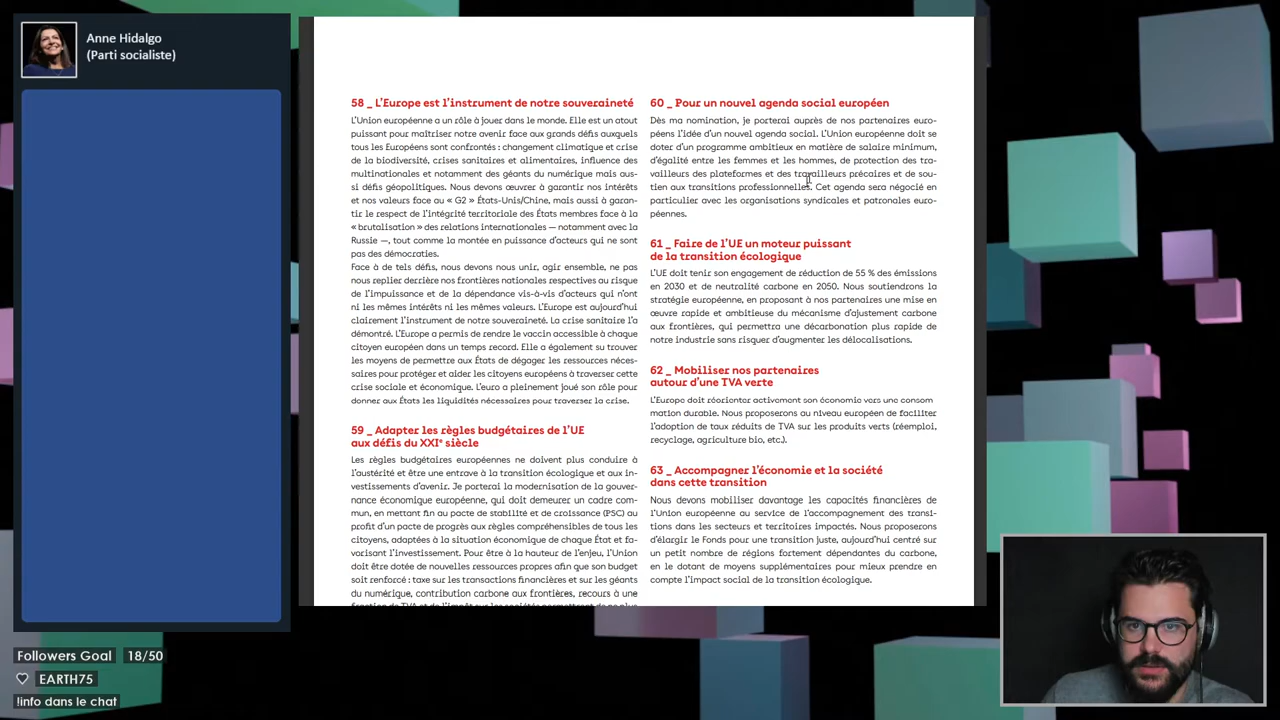 Anne Hidalgo
(Parti socialiste)
58 _ L'Europe est l'instrument de notre souveraineté
L'Union européenne a un rôle à jouer dans le monde. Elle est un atout
puissant pour maîtriser notre avenir face aux grands défis auxquels
tous les Européens sont confrontés : changement climatique et crise
de la biodiversité, crises sanitaires et alimentaires, influence des
multinationales et notamment des géants du numérique mais aus-
si défis géopolitiques. Nous devons œuvrer à garantir nos intérêts
et nos valeurs face au « G2 » États-Unis/Chine, mais aussi à garan-
tir le respect de l'intégrité territoriale des États membres face à la
« brutalisation » des relations internationales — notamment avec la
Russie —, tout comme la montée en puissance d'acteurs qui ne sont
pas des démocraties.
Face à de tels défis, nous devons nous unir, agir ensemble, ne pas
nous replier derrière nos frontières nationales respectives au risque
de l'impuissance et de la dépendance vis-à-vis d'acteurs qui n'ont
ni les mêmes intérêts ni les mêmes valeurs. L'Europe est aujourd'hui
clairement l'instrument de notre souveraineté. La crise sanitaire l'a
démontré. L'Europe a permis de rendre le vaccin accessible à chaque
citoyen européen dans un temps record. Elle a également su trouver
les moyens de permettre aux États de dégager les ressources néces-
saires pour protéger et aider les citoyens européens à traverser cette
crise sociale et économique. L'euro a pleinement joué son rôle pour
donner aux États les liquidités nécessaires pour traverser la crise.
59 _ Adapter les règles budgétaires de l'UE
aux défis du XXIe siècle
Les règles budgétaires européennes ne doivent plus conduire à
l'austérité et être une entrave à la transition écologique et aux in-
vestissements d'avenir. Je porterai la modernisation de la gouver-
nance économique européenne, qui doit demeurer un cadre com-
mun, en mettant fin au pacte de stabilité et de croissance (PSC) au
profit d'un pacte de progrès aux règles compréhensibles de tous les
citoyens, adaptées à la situation économique de chaque État et fa-
vorisant l'investissement. Pour être à la hauteur de l'enjeu, l'Union
doit être dotée de nouvelles ressources propres afin que son budget
soit renforcé : taxe sur les transactions financières et sur les géants
du numérique, contribution carbone aux frontières, recours à une
fraction de TVA et de l'impôt sur les sociétés permettront de ne plus
60 _ Pour un nouvel agenda social européen
Dès ma nomination, je porterai auprès de nos partenaires euro-
péens l'idée d'un nouvel agenda social. L'Union européenne doit se
doter d'un programme ambitieux en matière de salaire minimum,
d'égalité entre les femmes et les hommes, de protection des tra-
vailleurs des plateformes et des travailleurs précaires et de sou-
tien aux transitions professionnelles. Cet agenda sera négocié en
particulier avec les organisations syndicales et patronales euro-
péennes.
61 _ Faire de l'UE un moteur puissant
de la transition écologique
L'UE doit tenir son engagement de réduction de 55 % des émissions
en 2030 et de neutralité carbone en 2050. Nous soutiendrons la
stratégie européenne, en proposant à nos partenaires une mise en
œuvre rapide et ambitieuse du mécanisme d'ajustement carbone
aux frontières, qui permettra une décarbonation plus rapide de
notre industrie sans risquer d'augmenter les délocalisations.
62 _ Mobiliser nos partenaires
autour d'une TVA verte
L'Europe doit réorienter activement son économie vers une consom
mation durable. Nous proposerons au niveau européen de faciliter
l'adoption de taux réduits de TVA sur les produits verts (réemploi,
recyclage, agriculture bio, etc.).
63 _ Accompagner l'économie et la société
dans cette transition
Nous devons mobiliser davantage les capacités financières de
l'Union européenne au service de l'accompagnement des transi-
tions dans les secteurs et territoires impactés. Nous proposerons
d'élargir le Fonds pour une transition juste, aujourd'hui centré sur
un petit nombre de régions fortement dépendantes du carbone,
en le dotant de moyens supplémentaires pour mieux prendre en
compte l'impact social de la transition écologique.
Followers Goal 18/50
EARTH75
!info dans le chat